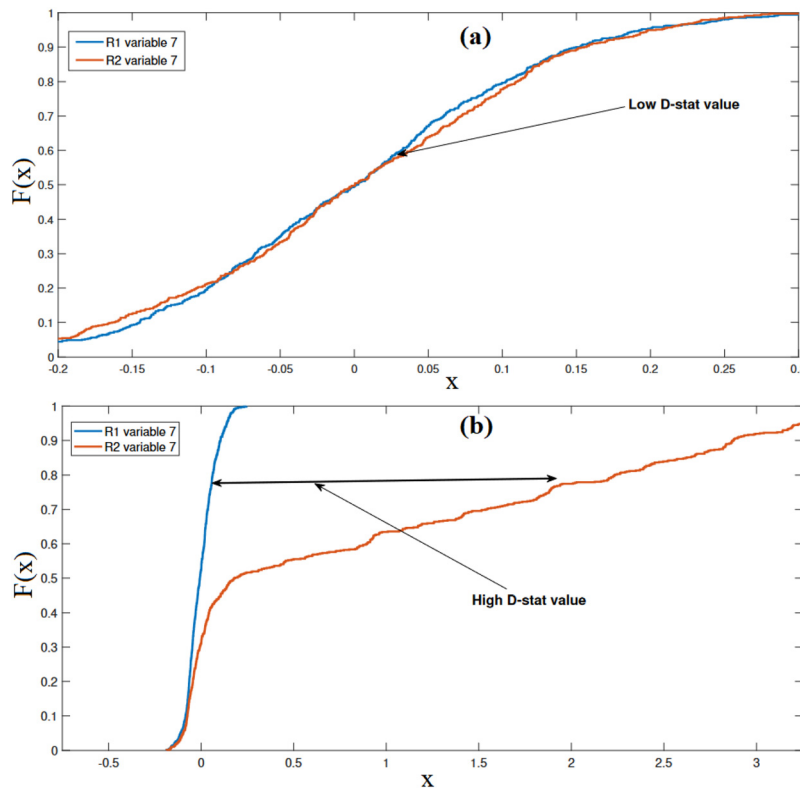 (a)
R1 variable 7
R2 variable 7
Low D-stat value
F(x)
1
0.9
0.8
0.7
0.6
0.5
0.4
0.3
0.2
0.1
0
-0.2 -0.15 -0.1 -0.05 0 0.05 0.1 0.15 0.2 0.25 0.3
x
(b)
R1 variable 7
R2 variable 7
High D-stat value
F(x)
1
0.9
0.8
0.7
0.6
0.5
0.4
0.3
0.2
0.1
0
-0.5 0 0.5 1 1.5 2 2.5 3
x